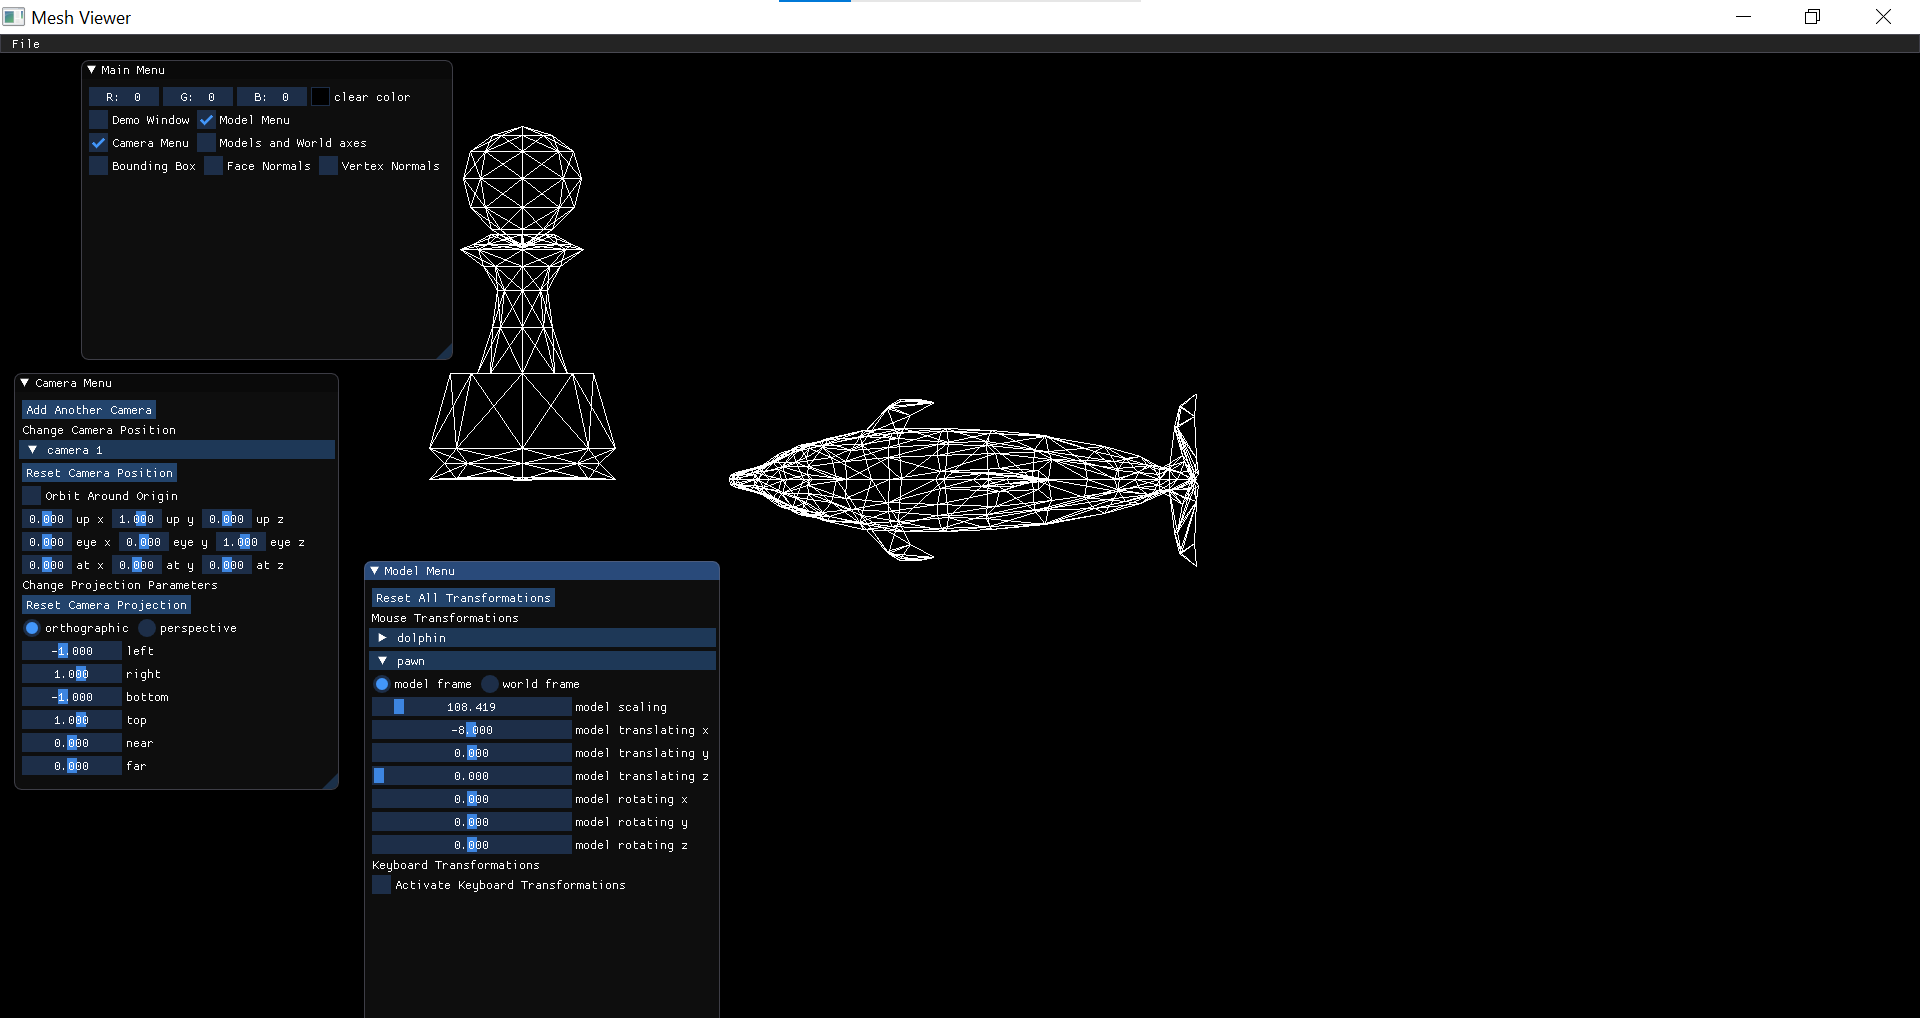 Mesh Viewer
File
Main Menu
R: 0 G: 0 B: 0 clear color
Demo Window Model Menu
Camera Menu Models and World axes
Bounding Box Face Normals Vertex Normals
Camera Menu
Add Another Camera
Change Camera Position
camera 1
Reset Camera Position
Orbit Around Origin
0.000 up x 1.000 up y 0.000 up z
0.000 eye x 0.000 eye y 1.000 eye z
0.000 at x 0.000 at y 0.000 at z
Change Projection Parameters
Reset Camera Projection
orthographic perspective
-1.000 left
1.000 right
-1.000 bottom
1.000 top
0.000 near
0.000 far
Model Menu
Reset All Transformations
Mouse Transformations
dolphin
pawn
model frame world frame
108.419 model scaling
-8.000 model translating x
0.000 model translating y
0.000 model translating z
0.000 model rotating x
0.000 model rotating y
0.000 model rotating z
Keyboard Transformations
Activate Keyboard Transformations